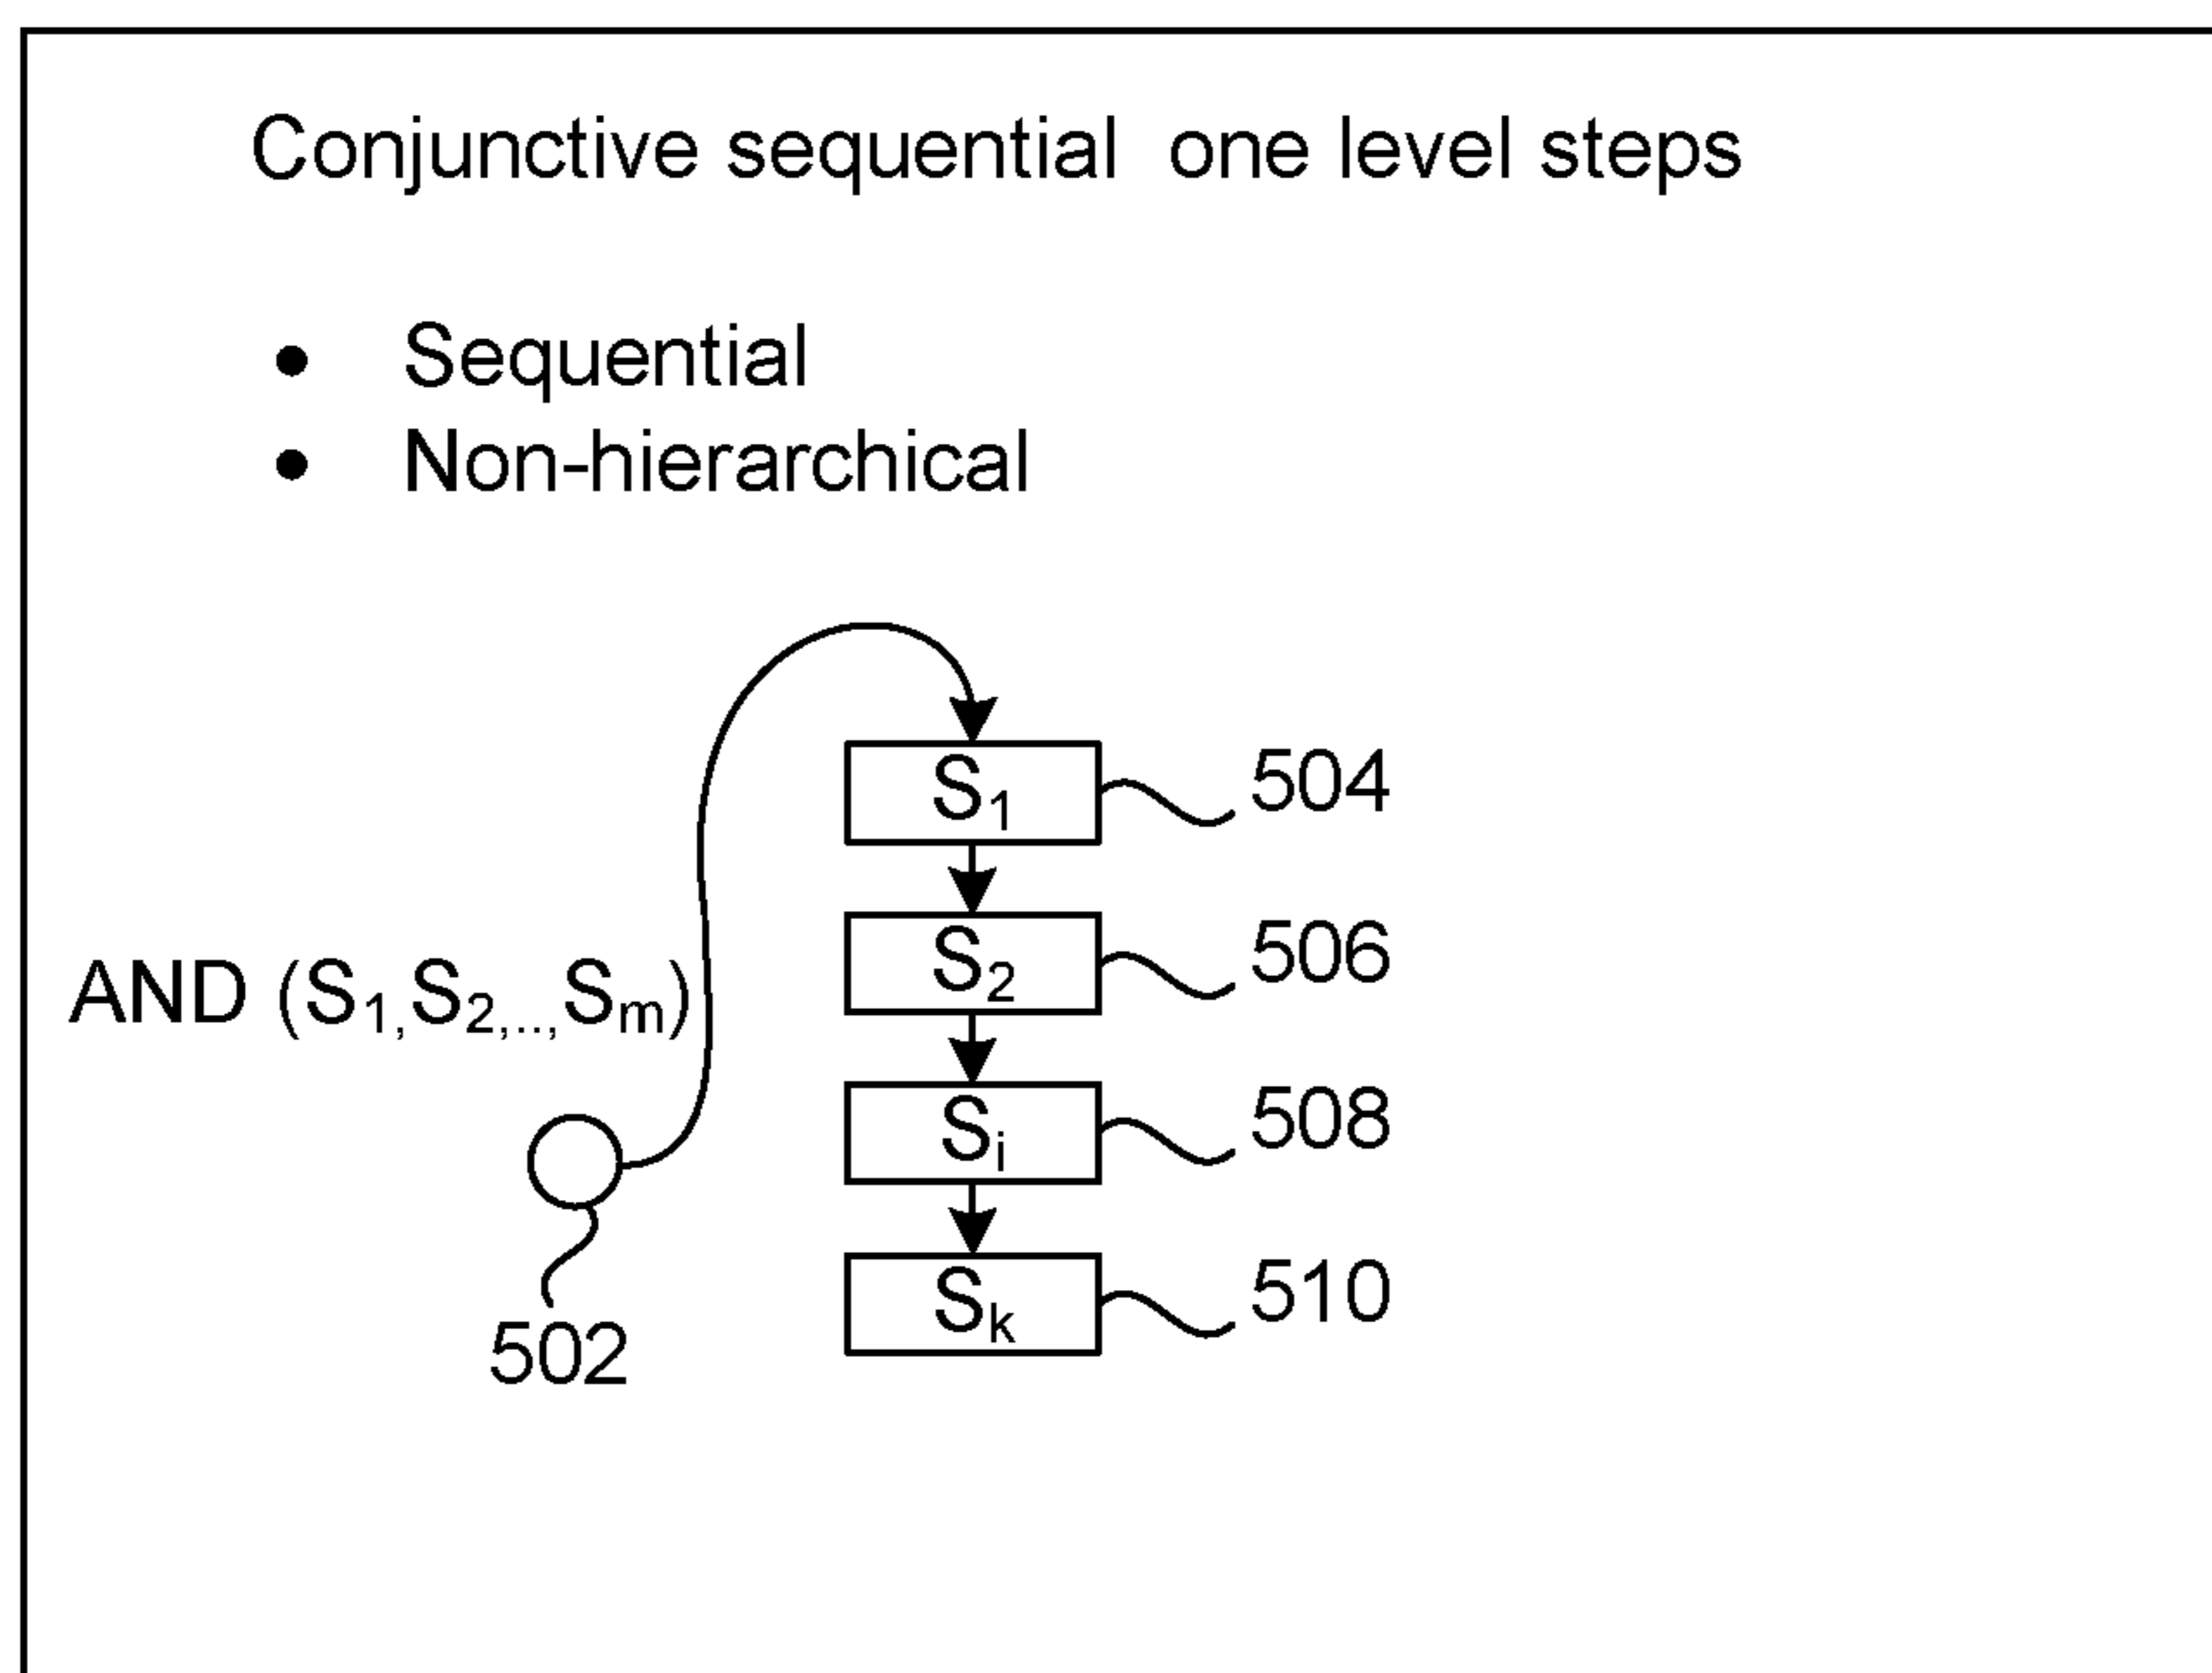 Conjunctive sequential one level steps
• Sequential
• Non-hierarchical
S1 504
S2 506
AND (S1,S2,..,Sm)
Si 508
Sk 510
502